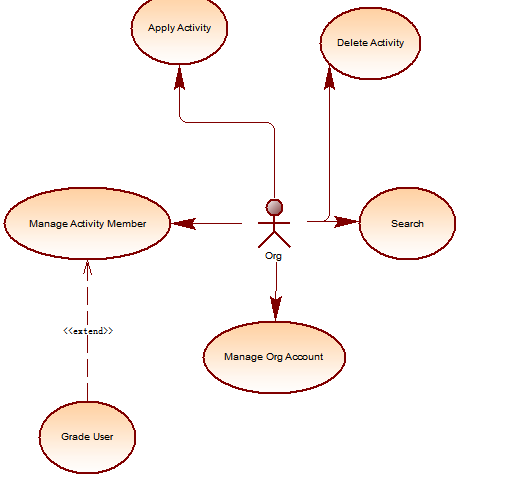 Apply Activity
Delete Activity
Manage Activity Member
Search
Org
<<extend>>
Manage Org Account
Grade User